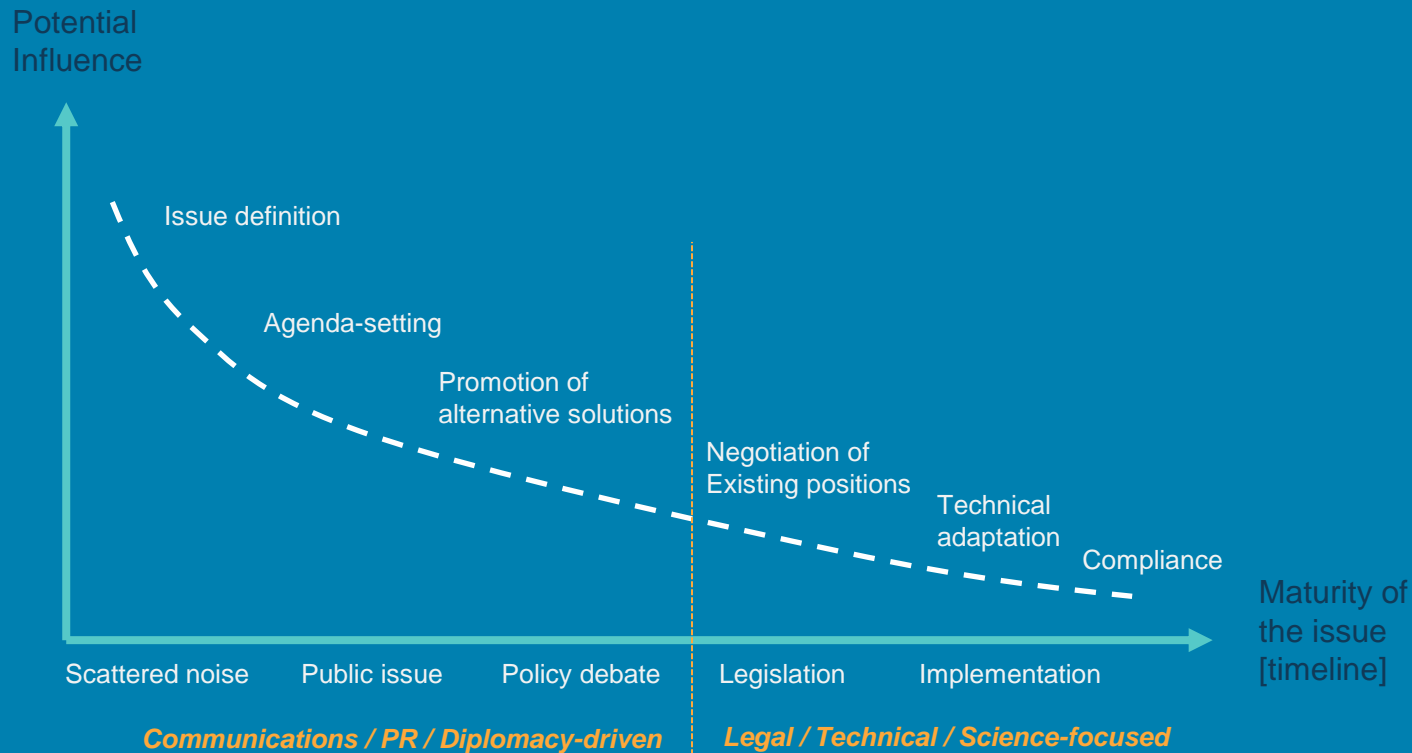 Potential
Influence
Issue definition
Agenda-setting
Promotion of
alternative solutions
Negotiation of
Existing positions
Technical
adaptation
Compliance
Maturity of
the issue
[timeline]
Scattered noise
Public issue
Policy debate
Legislation
Implementation
Communications / PR / Diplomacy-driven
Legal / Technical / Science-focused